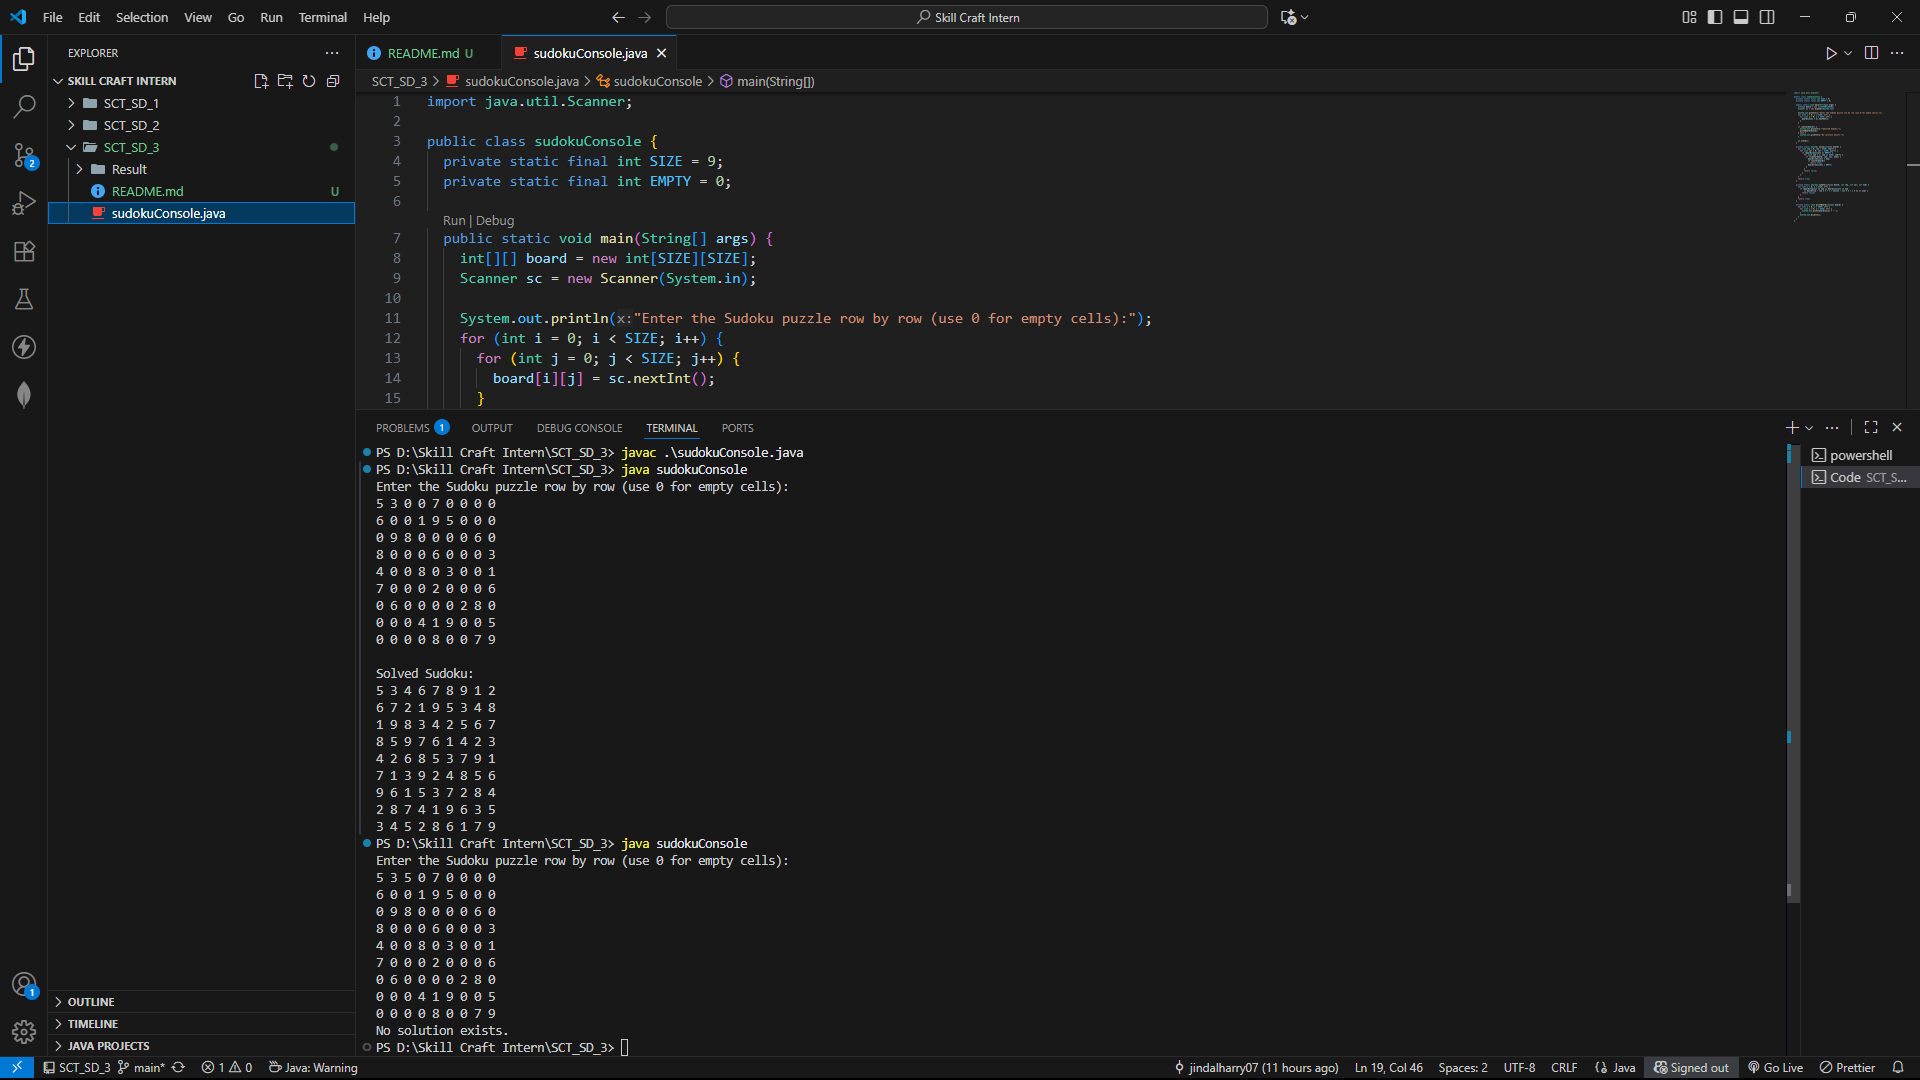 File Edit Selection View Go Run Terminal Help
Skill Craft Intern
EXPLORER
SKILL CRAFT INTERN
SCT_SD_1
SCT_SD_2
SCT_SD_3
Result
README.md U
sudokuConsole.java
OUTLINE
TIMELINE
JAVA PROJECTS
2
1
README.md U
sudokuConsole.java
SCT_SD_3 > sudokuConsole.java > sudokuConsole > main(String[])
1 import java.util.Scanner;
2
3 public class sudokuConsole {
4 private static final int SIZE = 9;
5 private static final int EMPTY = 0;
6
Run | Debug
7 public static void main(String[] args) {
8 int[][] board = new int[SIZE][SIZE];
9 Scanner sc = new Scanner(System.in);
10
11 System.out.println(x:"Enter the Sudoku puzzle row by row (use 0 for empty cells):");
12 for (int i = 0; i < SIZE; i++) {
13 for (int j = 0; j < SIZE; j++) {
14 board[i][j] = sc.nextInt();
15 }
PROBLEMS 1 OUTPUT DEBUG CONSOLE TERMINAL PORTS
PS D:\Skill Craft Intern\SCT_SD_3> javac .\sudokuConsole.java
PS D:\Skill Craft Intern\SCT_SD_3> java sudokuConsole
Enter the Sudoku puzzle row by row (use 0 for empty cells):
5 3 0 0 7 0 0 0 0
6 0 0 1 9 5 0 0 0
0 9 8 0 0 0 0 6 0
8 0 0 0 6 0 0 0 3
4 0 0 8 0 3 0 0 1
7 0 0 0 2 0 0 0 6
0 6 0 0 0 0 2 8 0
0 0 0 4 1 9 0 0 5
0 0 0 0 8 0 0 7 9
Solved Sudoku:
5 3 4 6 7 8 9 1 2
6 7 2 1 9 5 3 4 8
1 9 8 3 4 2 5 6 7
8 5 9 7 6 1 4 2 3
4 2 6 8 5 3 7 9 1
7 1 3 9 2 4 8 5 6
9 6 1 5 3 7 2 8 4
2 8 7 4 1 9 6 3 5
3 4 5 2 8 6 1 7 9
PS D:\Skill Craft Intern\SCT_SD_3> java sudokuConsole
Enter the Sudoku puzzle row by row (use 0 for empty cells):
5 3 5 0 7 0 0 0 0
6 0 0 1 9 5 0 0 0
0 9 8 0 0 0 0 6 0
8 0 0 0 6 0 0 0 3
4 0 0 8 0 3 0 0 1
7 0 0 0 2 0 0 0 6
0 6 0 0 0 0 2 8 0
0 0 0 4 1 9 0 0 5
0 0 0 0 8 0 0 7 9
No solution exists.
PS D:\Skill Craft Intern\SCT_SD_3>
powershell
Code SCT_S...
SCT_SD_3 main* 1 0 Java: Warning jindalharry07 (11 hours ago) Ln 19, Col 46 Spaces: 2 UTF-8 CRLF {} Java Signed out Go Live Prettier